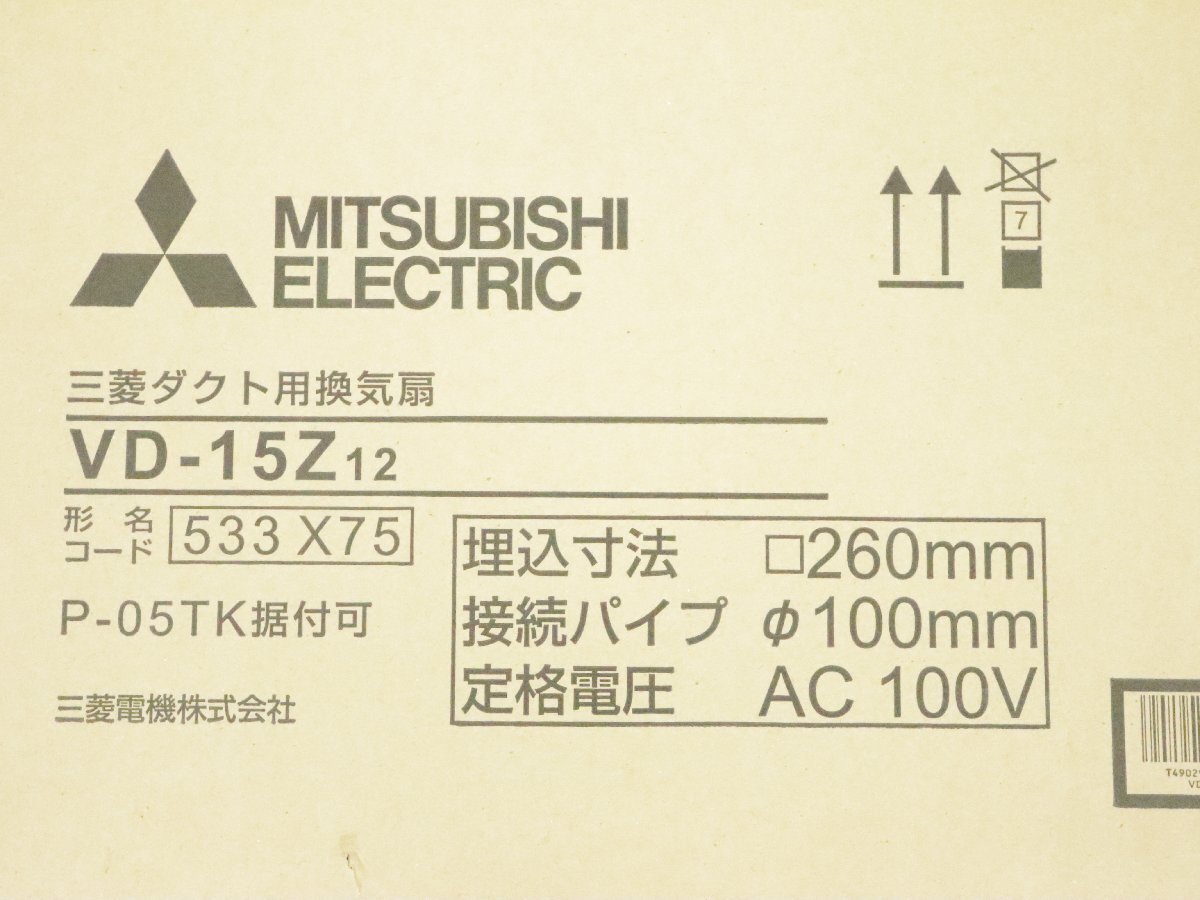 MITSUBISHI
ELECTRIC
7
三菱ダクト用換気扇
VD-15Z12
形名
コード
533 X75
P-05TK据付可
三菱電機株式会社
埋込寸法 □260mm
接続パイプ φ100mm
定格電圧 AC 100V
T4902
VD